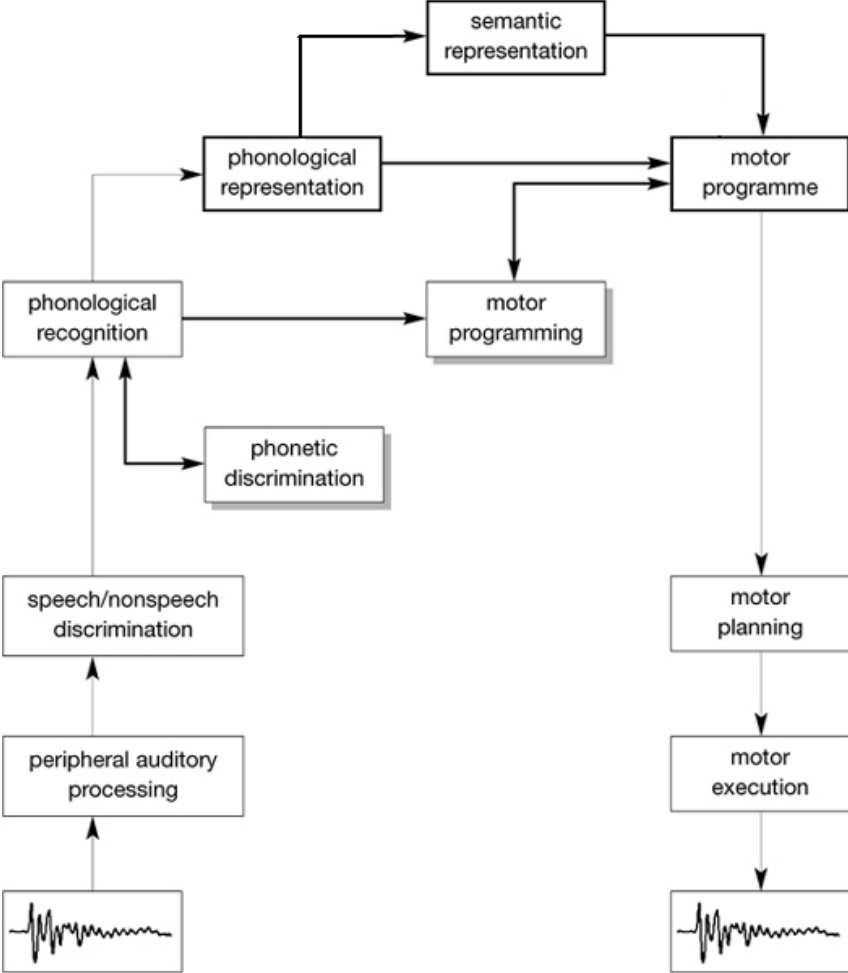 semantic
representation
phonological
representation
motor
programme
phonological
recognition
motor
programming
phonetic
discrimination
speech/nonspeech
discrimination
motor
planning
peripheral auditory
processing
motor
execution